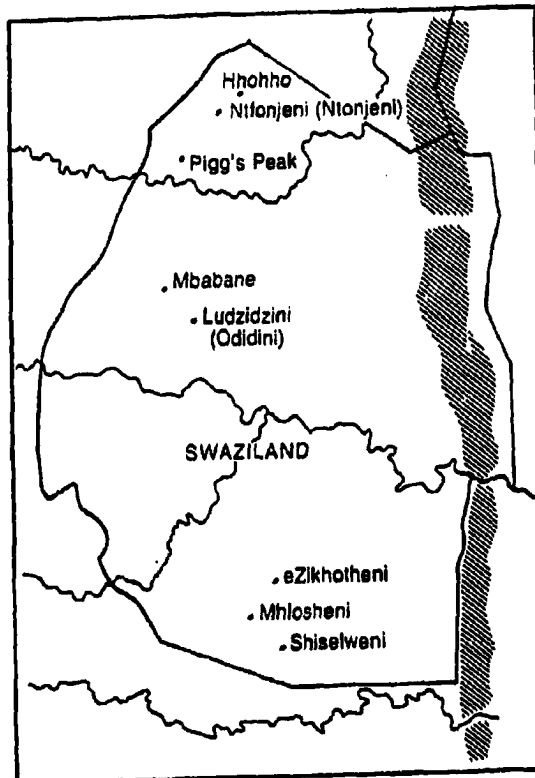 Hhohho
Ntfonjeni (Ntonjeni)
Pigg's Peak
Mbabane
Ludzidzini
(Odidini)
SWAZILAND
eZikhotheni
Mhlosheni
Shiselweni